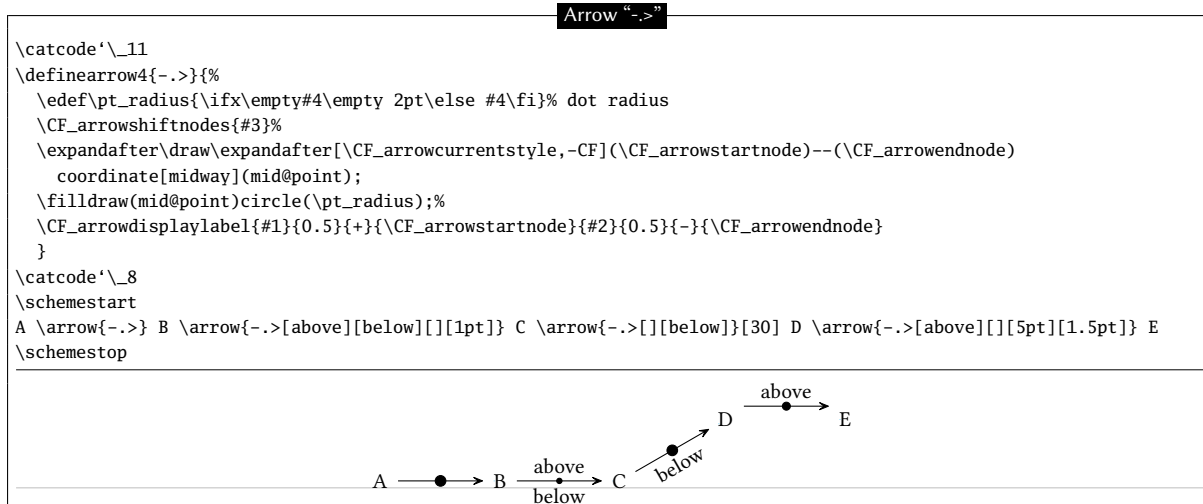 Arrow “-.>”
\catcode‘\_11
\definearrow4{-.>}{%
  \edef\pt_radius{\ifx\empty#4\empty 2pt\else #4\fi}% dot radius
  \CF_arrowshiftnodes{#3}%
  \expandafter\draw\expandafter[\CF_arrowcurrentstyle,-CF](\CF_arrowstartnode)--(\CF_arrowendnode)
    coordinate[midway](mid@point);
  \filldraw(mid@point)circle(\pt_radius);%
  \CF_arrowdisplaylabel{#1}{0.5}{+}{\CF_arrowstartnode}{#2}{0.5}{-}{\CF_arrowendnode}
  }
\catcode‘\_8
\schemestart
A \arrow{-.>} B \arrow{-.>[above][below][][1pt]} C \arrow{-.>[][below]}[30] D \arrow{-.>[above][][5pt][1.5pt]} E
\schemestop
above
D E
below
above
A B C
below